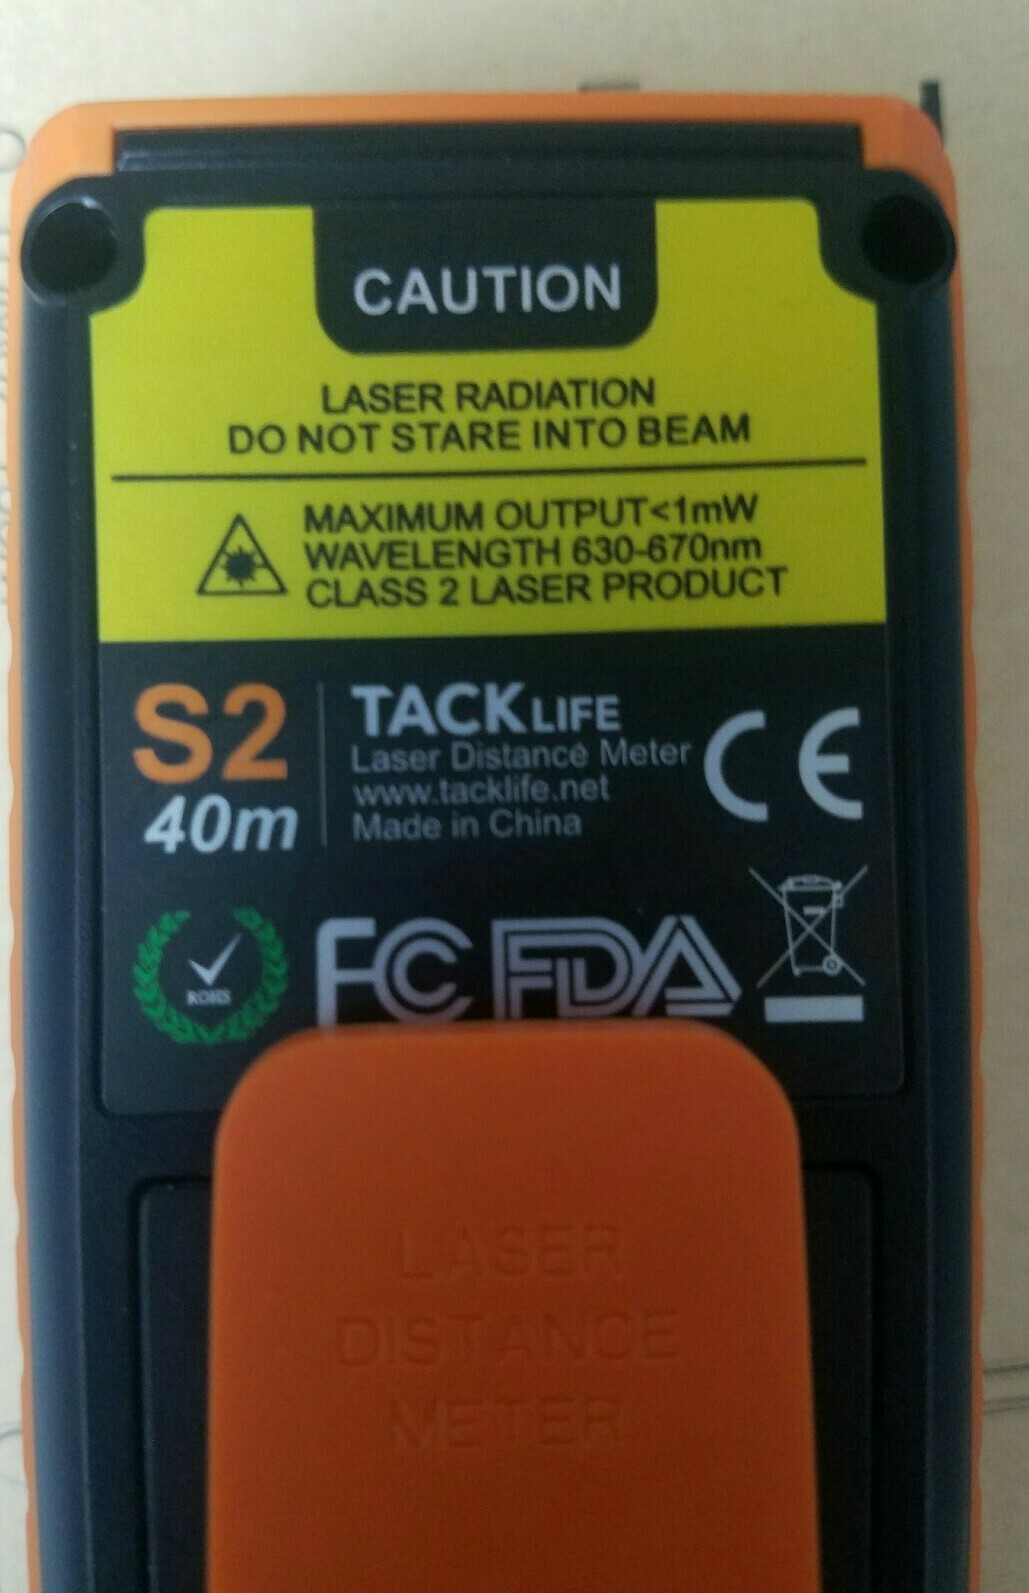 CAUTION
LASER RADIATION
DO NOT STARE INTO BEAM
MAXIMUM OUTPUT<1mW
WAVELENGTH 630-670nm
CLASS 2 LASER PRODUCT
S2
40m
TACKLIFE
Laser Distance Meter
www.tacklife.net
Made in China
CE
ROHS
FC FDA
LASER
DISTANCE
METER